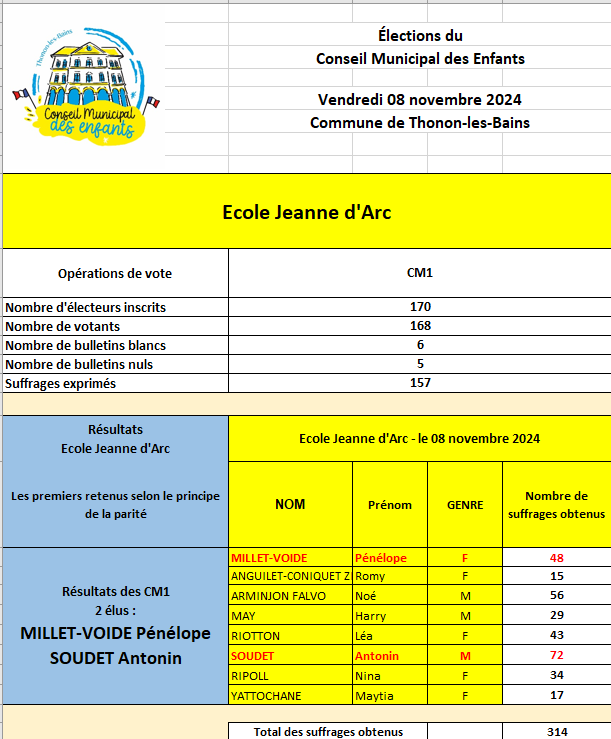 Thonon-les-Bains
Conseil Municipal
des enfants
Élections du
Conseil Municipal des Enfants
Vendredi 08 novembre 2024
Commune de Thonon-les-Bains
Ecole Jeanne d'Arc
Opérations de vote CM1
Nombre d'électeurs inscrits 170
Nombre de votants 168
Nombre de bulletins blancs 6
Nombre de bulletins nuls 5
Suffrages exprimés 157
Résultats
Ecole Jeanne d'Arc
Ecole Jeanne d'Arc - le 08 novembre 2024
Les premiers retenus selon le principe
de la parité
NOM Prénom GENRE Nombre de
suffrages obtenus
Résultats des CM1
2 élus :
MILLET-VOIDE Pénélope
SOUDET Antonin
MILLET-VOIDE Pénélope F 48
ANGUILET-CONIQUET ZI Romy F 15
ARMINJON FALVO Noé M 56
MAY Harry M 29
RIOTTON Léa F 43
SOUDET Antonin M 72
RIPOLL Nina F 34
YATTOCHANE Maytia F 17
Total des suffrages obtenus 314